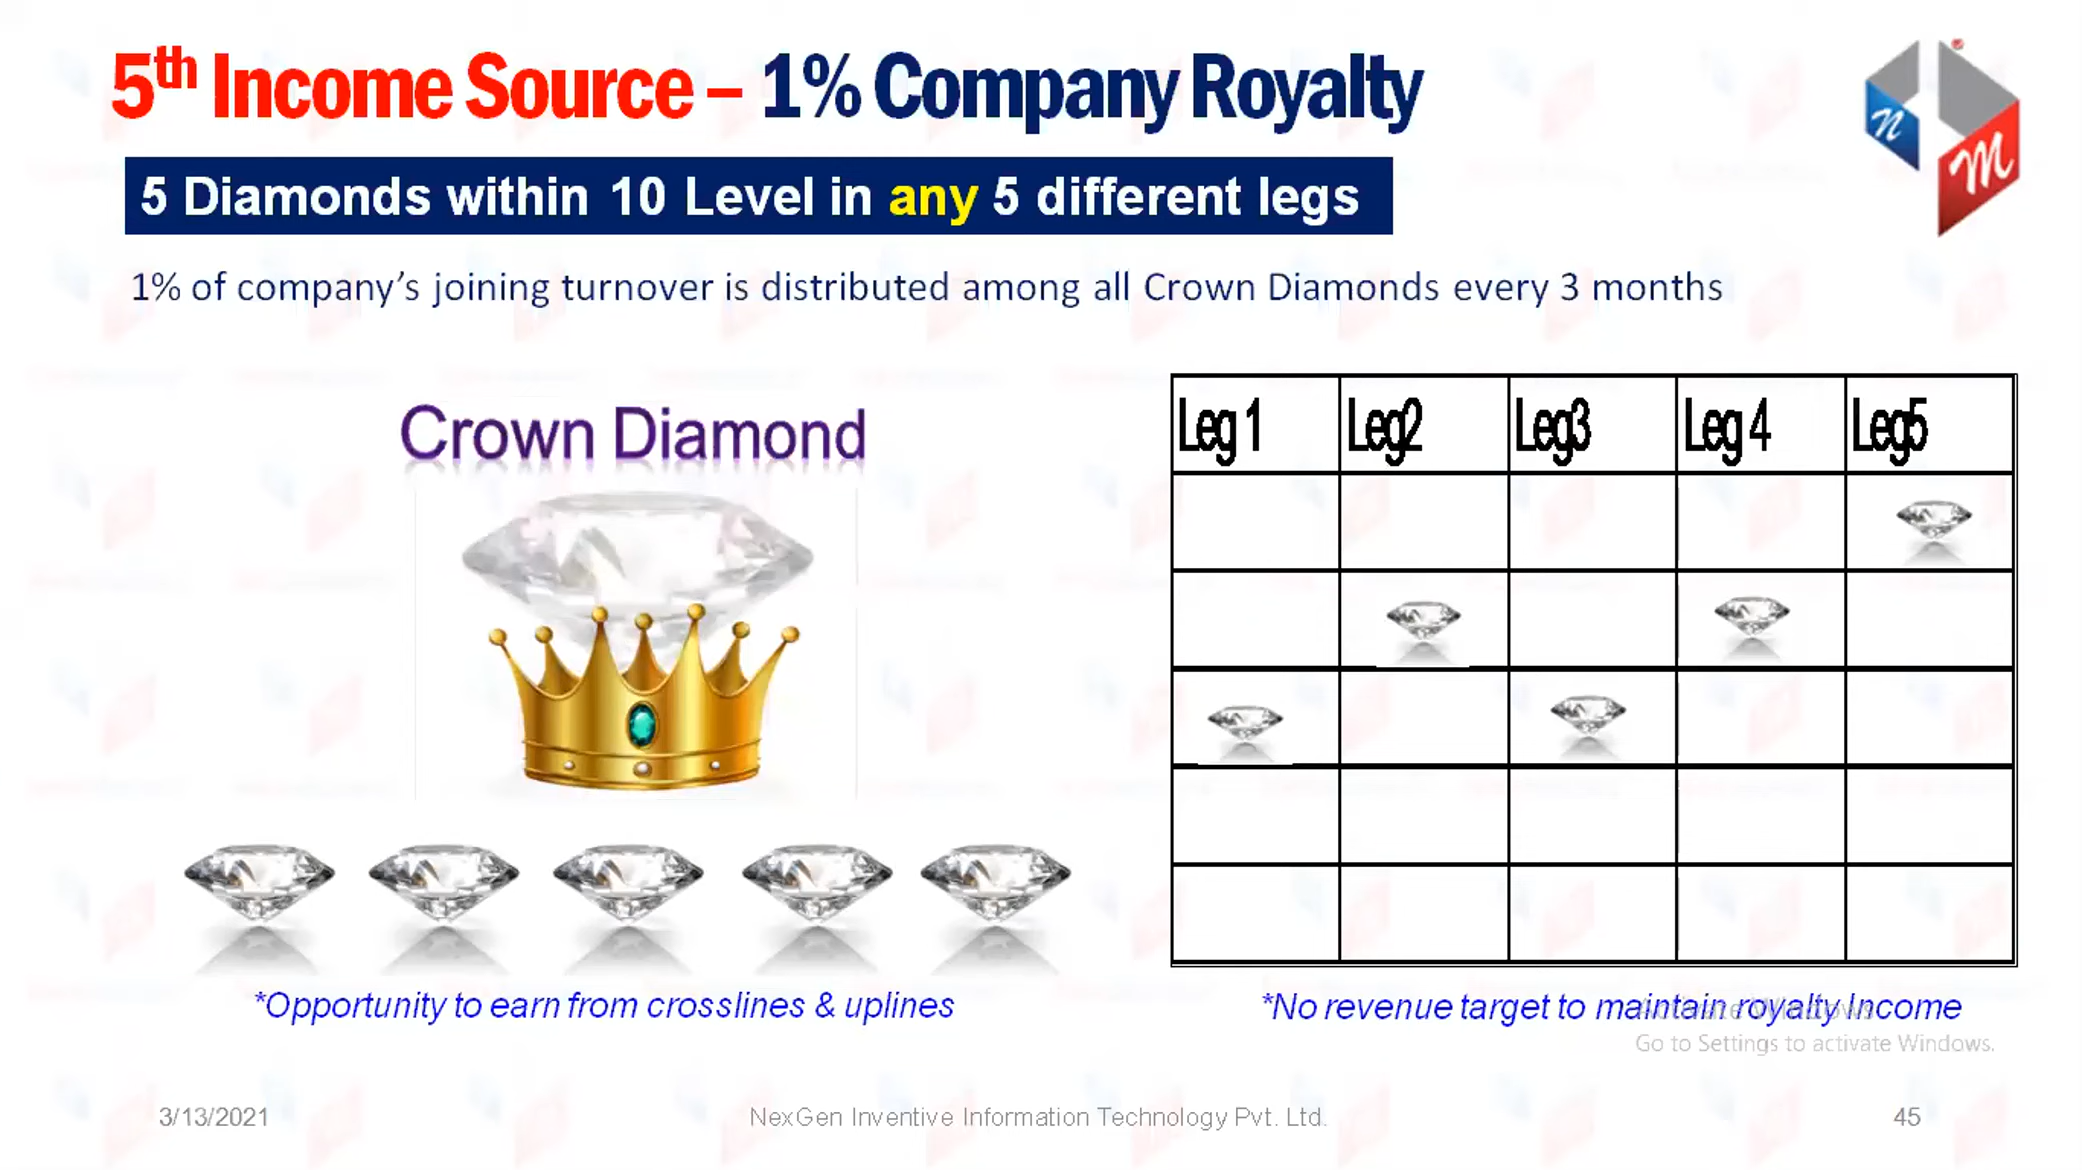 5th Income Source – 1% Company Royalty
n
M
5 Diamonds within 10 Level in any 5 different legs
1% of company's joining turnover is distributed among all Crown Diamonds every 3 months
Crown Diamond
Leg 1 Leg2 Leg3 Leg 4 Leg5
*Opportunity to earn from crosslines & uplines
*No revenue target to maintain royalty Income
Activate Windows
Go to Settings to activate Windows.
3/13/2021 NexGen Inventive Information Technology Pvt. Ltd. 45